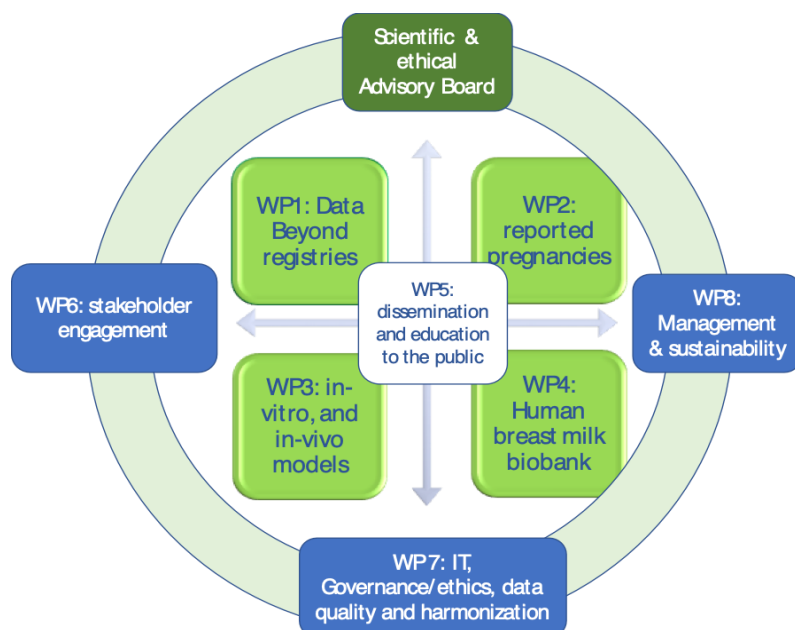 Scientific &
ethical
Advisory Board
WP1: Data
Beyond
registries
WP2:
reported
pregnancies
WP6: stakeholder
engagement
WP5:
dissemination
and education
to the public
WP8:
Management
& sustainability
WP3: in-
vitro, and
in-vivo
models
WP4:
Human
breast milk
biobank
WP7: IT,
Governance/ethics, data
quality and harmonization